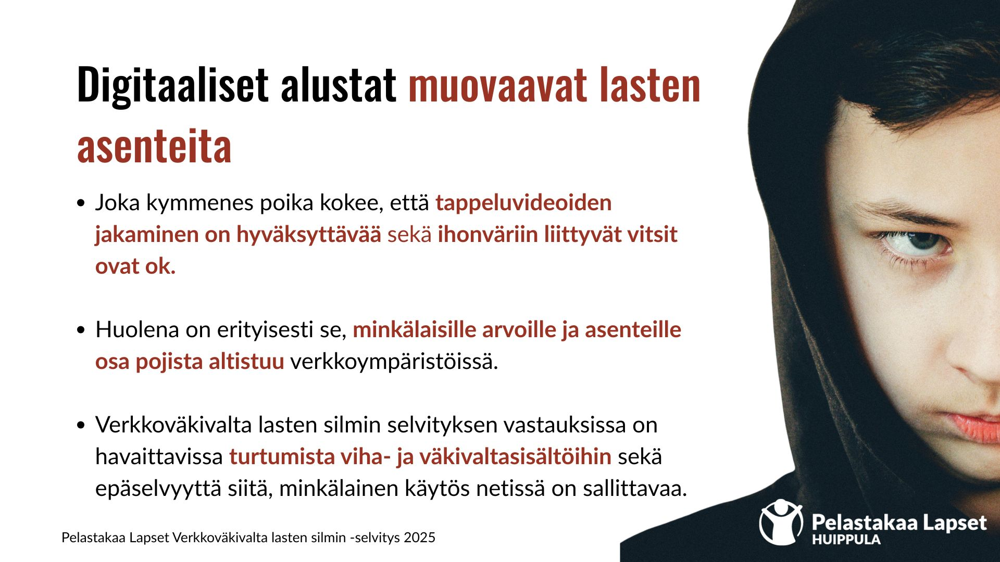 Digitaaliset alustat muovaavat lasten
asenteita
• Joka kymmenes poika kokee, että tappeluvideoiden
jakaminen on hyväksyttävää sekä ihonväriin liittyvät vitsit
ovat ok.
• Huolena on erityisesti se, minkälaisille arvoille ja asenteille
osa pojista altistuu verkkoympäristöissä.
• Verkkoväkivalta lasten silmin selvityksen vastauksissa on
havaittavissa turtumista viha- ja väkivaltasisältöihin sekä
epäselvyyttä siitä, minkälainen käytös netissä on sallittavaa.
Pelastakaa Lapset Verkkoväkivalta lasten silmin -selvitys 2025
Pelastakaa Lapset
HUIPPULA